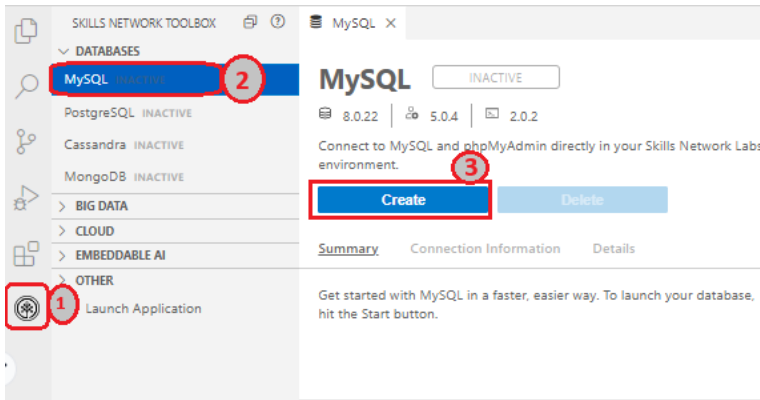 SKILLS NETWORK TOOLBOX
DATABASES
MySQL INACTIVE
2
PostgreSQL INACTIVE
Cassandra INACTIVE
MongoDB INACTIVE
BIG DATA
CLOUD
EMBEDDABLE AI
OTHER
1
Launch Application
MySQL
MySQL INACTIVE
8.0.22 5.0.4 2.0.2
Connect to MySQL and phpMyAdmin directly in your Skills Network Labs
environment.
3
Create Delete
Summary Connection Information Details
Get started with MySQL in a faster, easier way. To launch your database,
hit the Start button.